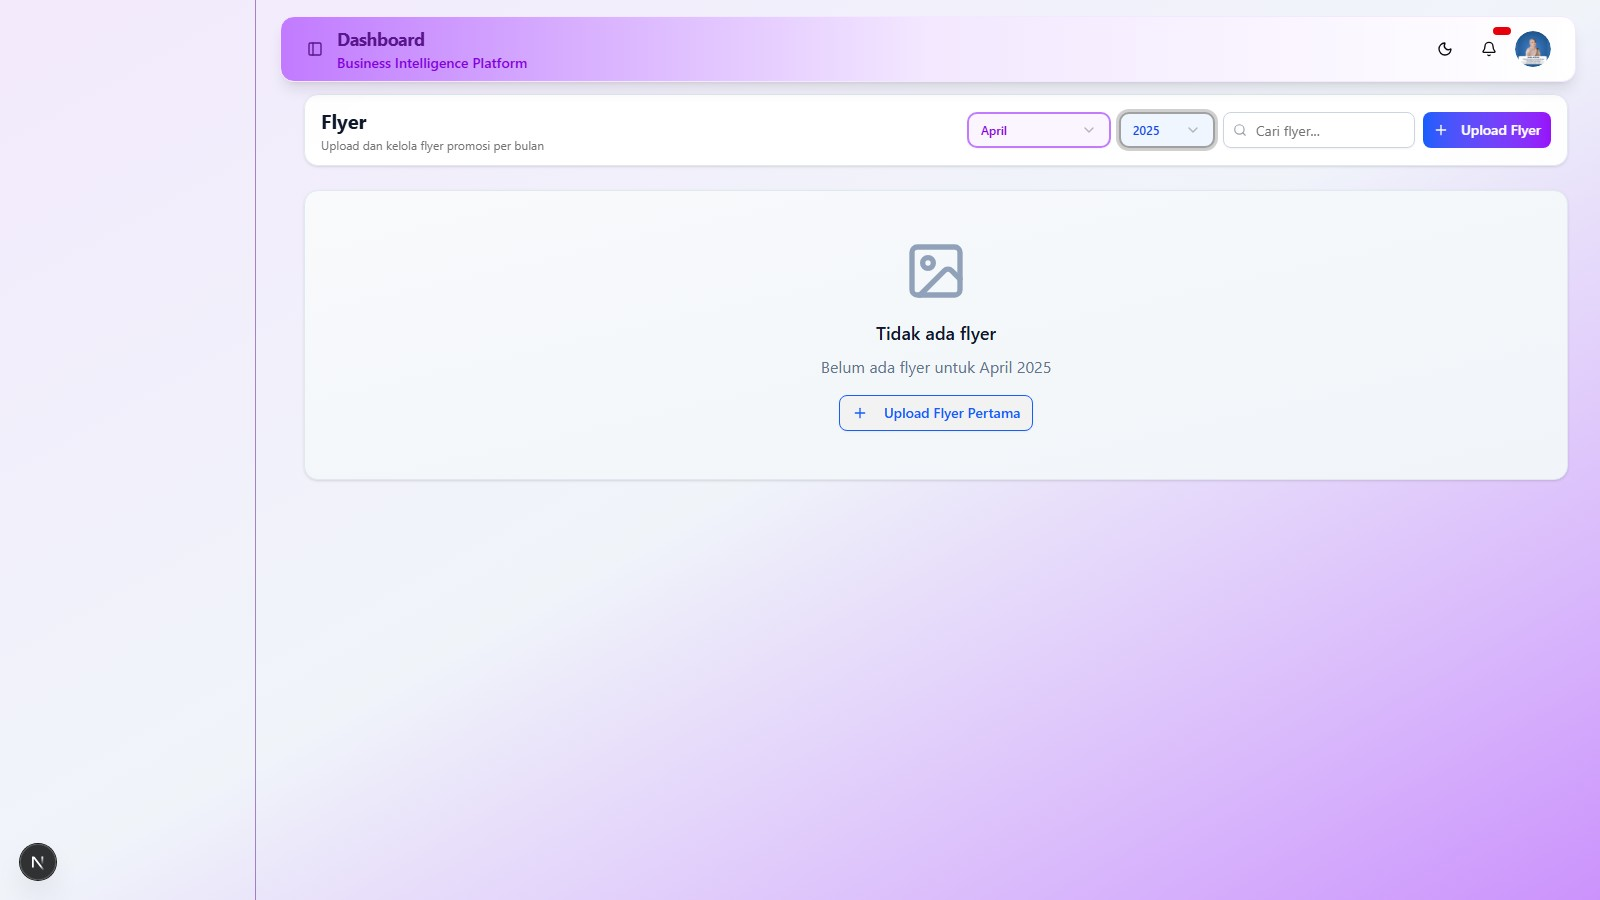 Dashboard
Business Intelligence Platform
Flyer
Upload dan kelola flyer promosi per bulan
April
2025
Cari flyer...
Upload Flyer
Tidak ada flyer
Belum ada flyer untuk April 2025
Upload Flyer Pertama
N